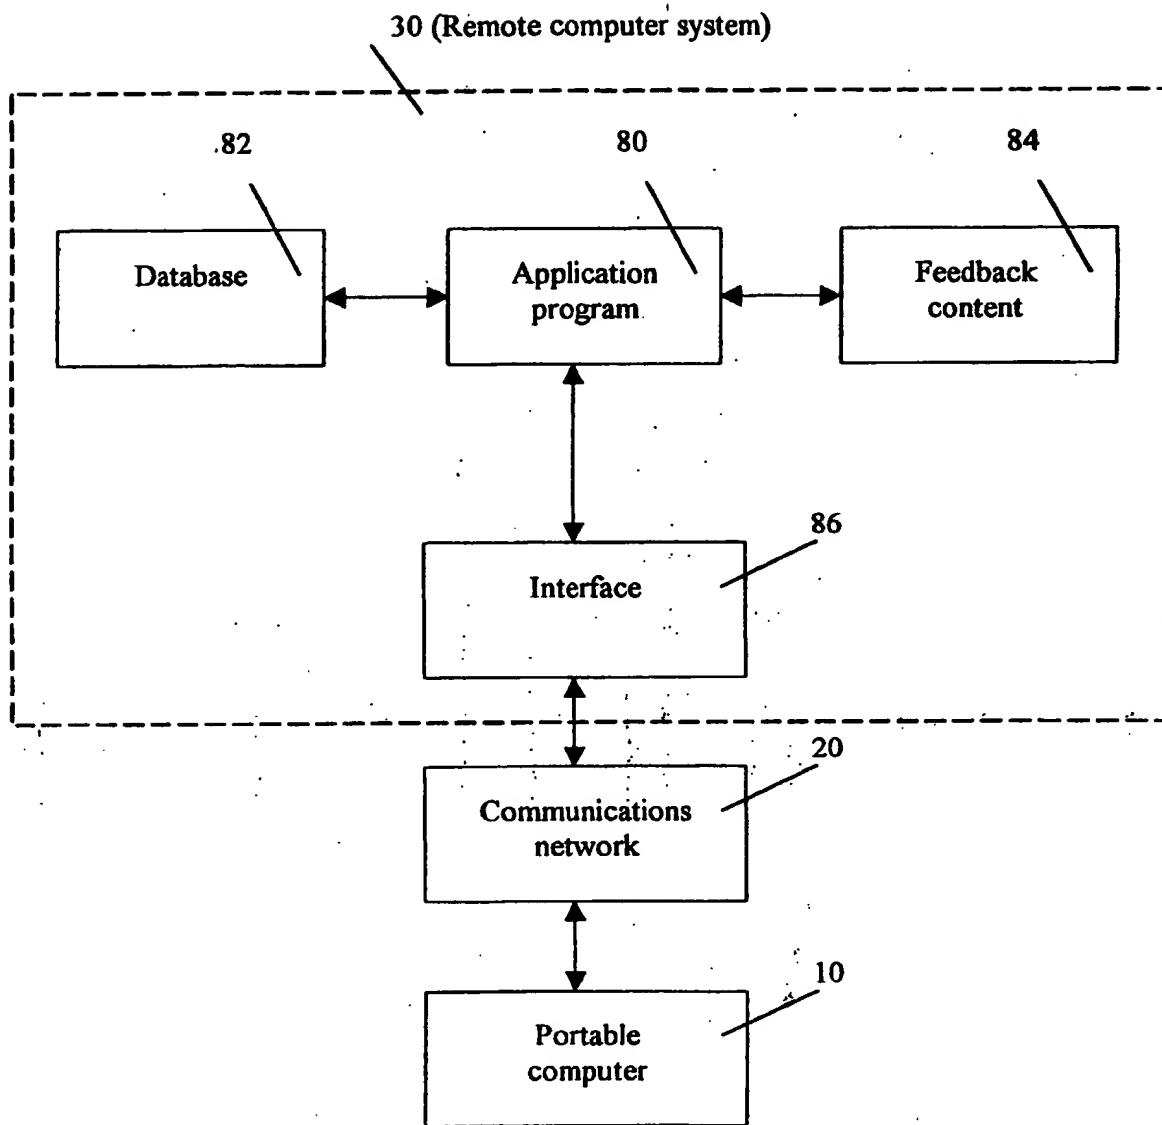 30 (Remote computer system)
82
80
84
Database
Application
program
Feedback
content
86
Interface
20
Communications
network
10
Portable
computer